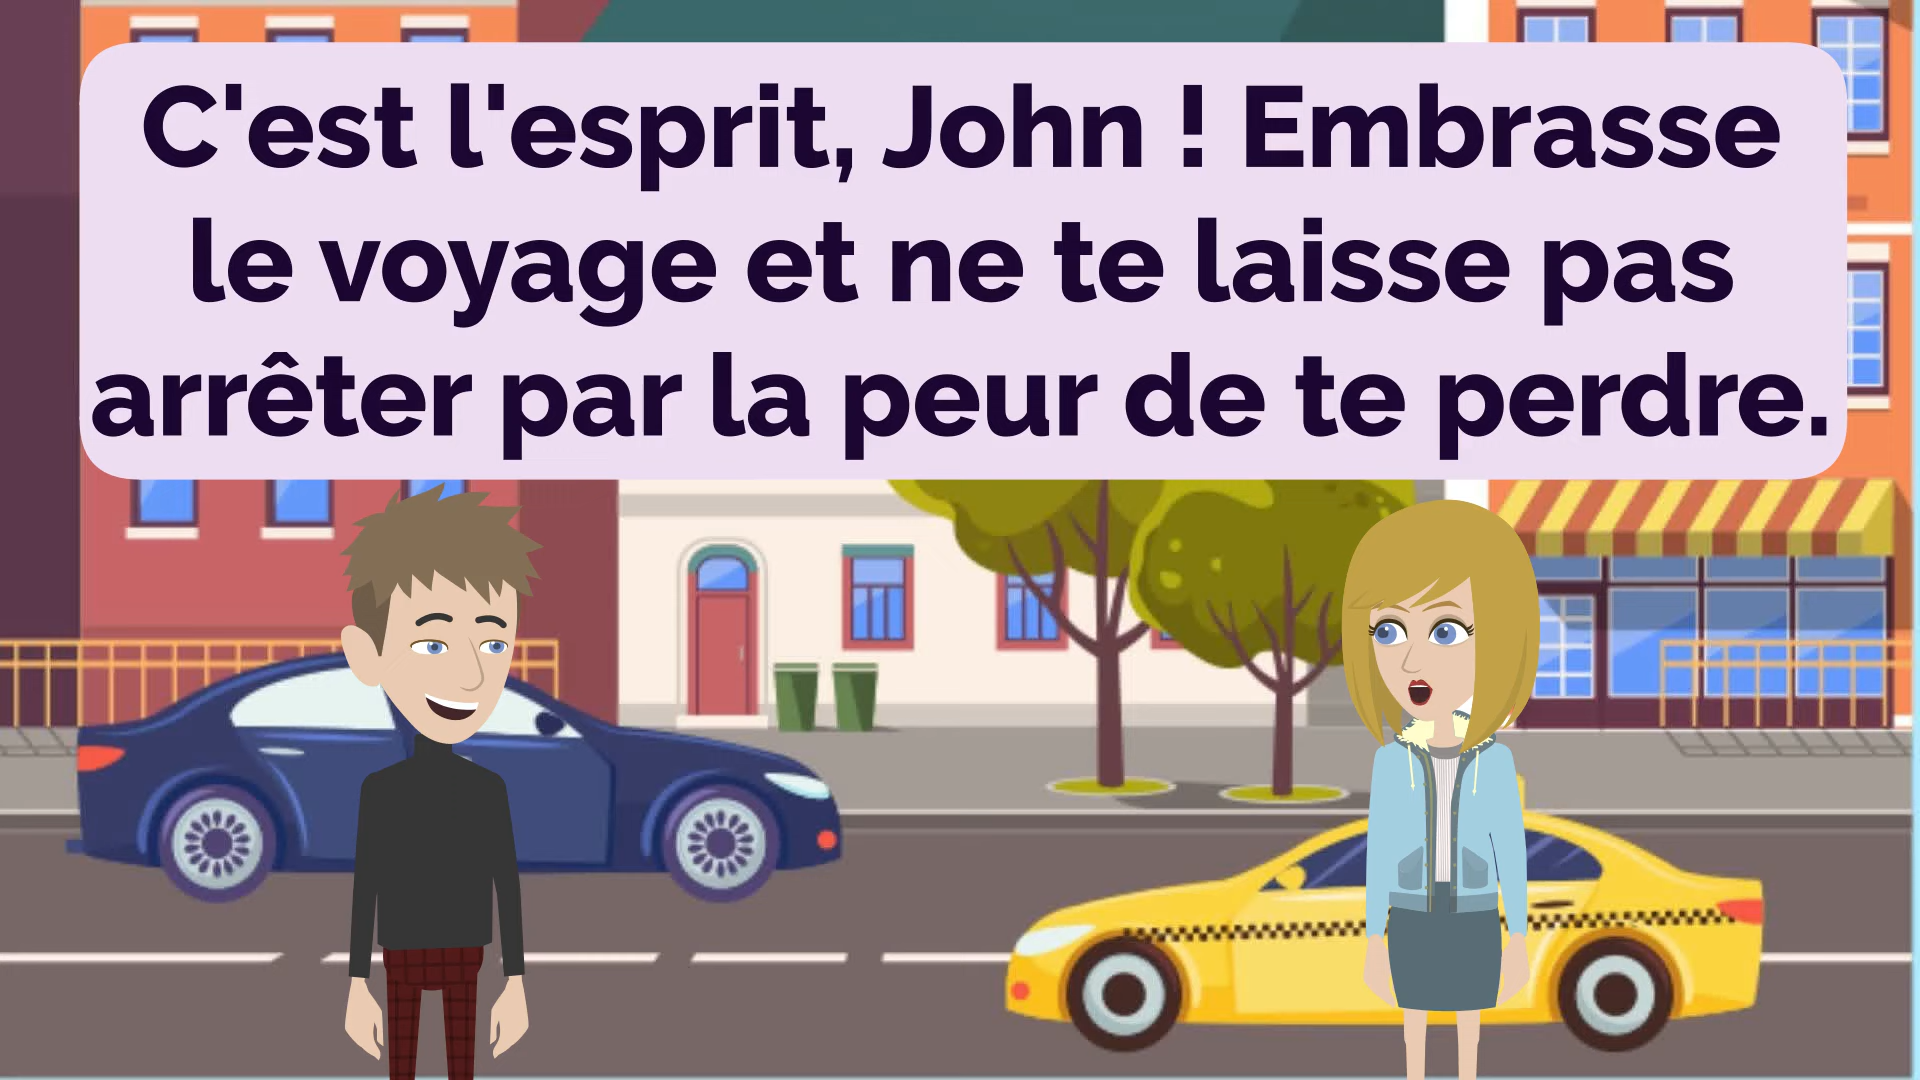 C'est l'esprit, John ! Embrasse
le voyage et ne te laisse pas
arrêter par la peur de te perdre.